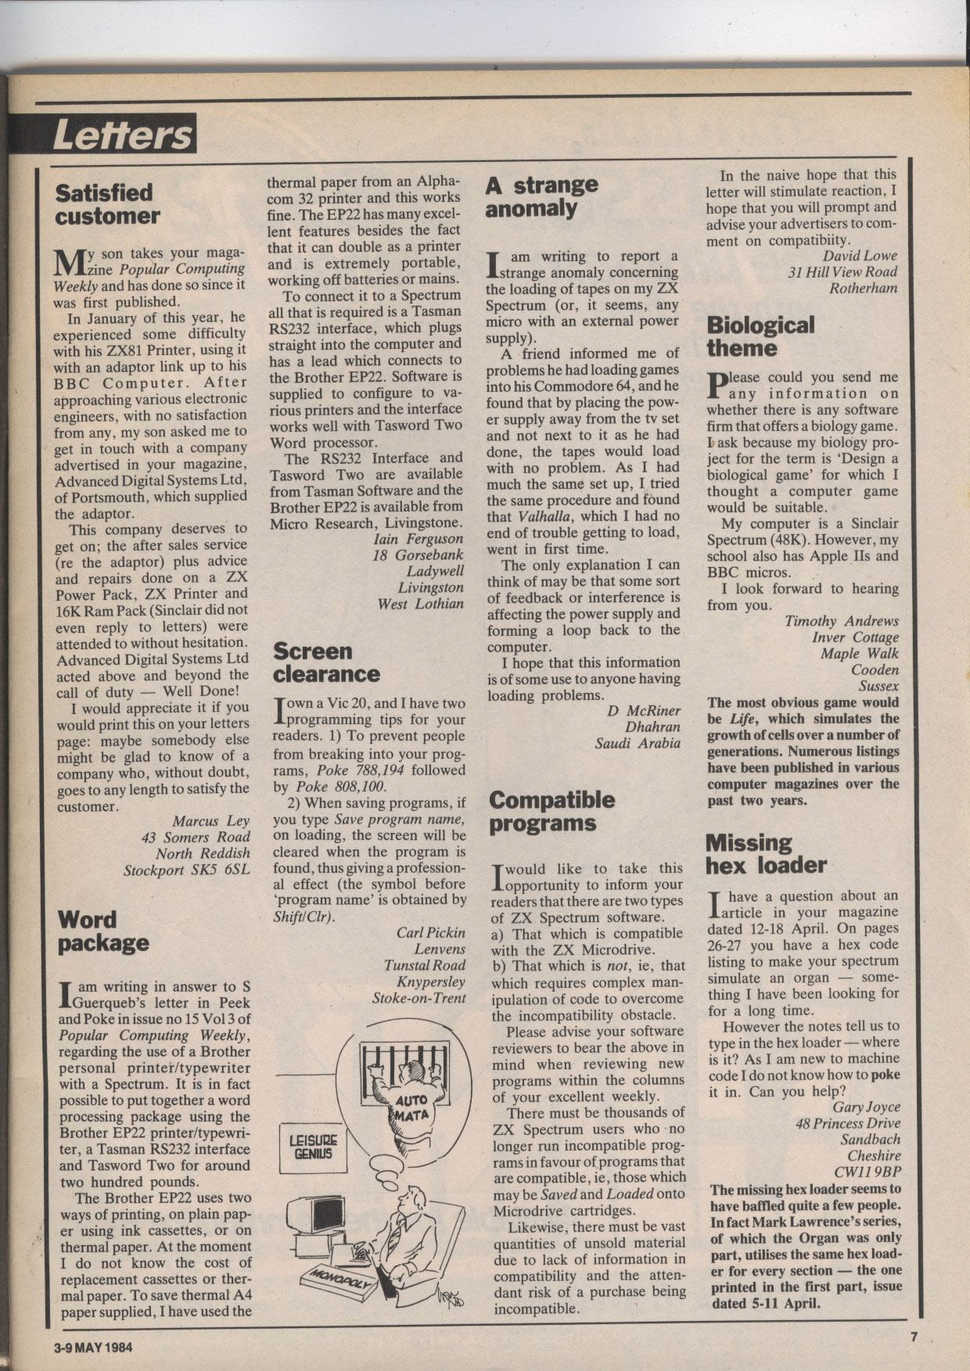 Letters
Satisfied
customer
My son takes your maga-
zine Popular Computing
Weekly and has done so since it
was first published.
In January of this year, he
experienced some difficulty
with his ZX81 Printer, using it
with an adaptor link up to his
BBC Computer. After
approaching various electronic
engineers, with no satisfaction
from any, my son asked me to
get in touch with a company
advertised in your magazine,
Advanced Digital Systems Ltd,
of Portsmouth, which supplied
the adaptor.
This company deserves to
get on; the after sales service
(re the adaptor) plus advice
and repairs done on a ZX
Power Pack, ZX Printer and
16K Ram Pack (Sinclair did not
even reply to letters) were
attended to without hesitation.
Advanced Digital Systems Ltd
acted above and beyond the
call of duty — Well Done!
I would appreciate it if you
would print this on your letters
page: maybe somebody else
might be glad to know of a
company who, without doubt,
goes to any length to satisfy the
customer.
Marcus Ley
43 Somers Road
North Reddish
Stockport SK5 6SL
Word
package
I am writing in answer to S
Guerqueb's letter in Peek
and Poke in issue no 15 Vol 3 of
Popular Computing Weekly,
regarding the use of a Brother
personal printer/typewriter
with a Spectrum. It is in fact
possible to put together a word
processing package using the
Brother EP22 printer/typewri-
ter, a Tasman RS232 interface
and Tasword Two for around
two hundred pounds.
The Brother EP22 uses two
ways of printing, on plain pap-
er using ink cassettes, or on
thermal paper. At the moment
I do not know the cost of
replacement cassettes or ther-
mal paper. To save thermal A4
paper supplied, I have used the
thermal paper from an Alpha-
com 32 printer and this works
fine. The EP22 has many excel-
lent features besides the fact
that it can double as a printer
and is extremely portable,
working off batteries or mains.
To connect it to a Spectrum
all that is required is a Tasman
RS232 interface, which plugs
straight into the computer and
has a lead which connects to
the Brother EP22. Software is
supplied to configure to va-
rious printers and the interface
works well with Tasword Two
Word processor.
The RS232 Interface and
Tasword Two are available
from Tasman Software and the
Brother EP22 is available from
Micro Research, Livingstone.
Iain Ferguson
18 Gorsebank
Ladywell
Livingston
West Lothian
Screen
clearance
I own a Vic 20, and I have two
programming tips for your
readers. 1) To prevent people
from breaking into your prog-
rams, Poke 788,194 followed
by Poke 808,100.
2) When saving programs, if
you type Save program name,
on loading, the screen will be
cleared when the program is
found, thus giving a profession-
al effect (the symbol before
'program name' is obtained by
Shift/Clr).
Carl Pickin
Lenvens
Tunstal Road
Knypersley
Stoke-on-Trent
AUTO
MATA
LEISURE
GENIUS
MONOPOLY
A strange
anomaly
I am writing to report a
strange anomaly concerning
the loading of tapes on my ZX
Spectrum (or, it seems, any
micro with an external power
supply).
A friend informed me of
problems he had loading games
into his Commodore 64, and he
found that by placing the pow-
er supply away from the tv set
and not next to it as he had
done, the tapes would load
with no problem. As I had
much the same set up, I tried
the same procedure and found
that Valhalla, which I had no
end of trouble getting to load,
went in first time.
The only explanation I can
think of may be that some sort
of feedback or interference is
affecting the power supply and
forming a loop back to the
computer.
I hope that this information
is of some use to anyone having
loading problems.
D McRiner
Dhahran
Saudi Arabia
Compatible
programs
I would like to take this
opportunity to inform your
readers that there are two types
of ZX Spectrum software.
a) That which is compatible
with the ZX Microdrive.
b) That which is not, ie, that
which requires complex man-
ipulation of code to overcome
the incompatibility obstacle.
Please advise your software
reviewers to bear the above in
mind when reviewing new
programs within the columns
of your excellent weekly.
There must be thousands of
ZX Spectrum users who no
longer run incompatible prog-
rams in favour of programs that
are compatible, ie, those which
may be Saved and Loaded onto
Microdrive cartridges.
Likewise, there must be vast
quantities of unsold material
due to lack of information in
compatibility and the atten-
dant risk of a purchase being
incompatible.
In the naive hope that this
letter will stimulate reaction, I
hope that you will prompt and
advise your advertisers to com-
ment on compatibiity.
David Lowe
31 Hill View Road
Rotherham
Biological
theme
Please could you send me
any information on
whether there is any software
firm that offers a biology game.
I ask because my biology pro-
ject for the term is 'Design a
biological game' for which I
thought a computer game
would be suitable.
My computer is a Sinclair
Spectrum (48K). However, my
school also has Apple IIs and
BBC micros.
I look forward to hearing
from you.
Timothy Andrews
Inver Cottage
Maple Walk
Cooden
Sussex
The most obvious game would
be Life, which simulates the
growth of cells over a number of
generations. Numerous listings
have been published in various
computer magazines over the
past two years.
Missing
hex loader
I have a question about an
article in your magazine
dated 12-18 April. On pages
26-27 you have a hex code
listing to make your spectrum
simulate an organ — some-
thing I have been looking for
for a long time.
However the notes tell us to
type in the hex loader — where
is it? As I am new to machine
code I do not know how to poke
it in. Can you help?
Gary Joyce
48 Princess Drive
Sandbach
Cheshire
CW11 9BP
The missing hex loader seems to
have baffled quite a few people.
In fact Mark Lawrence's series,
of which the Organ was only
part, utilises the same hex load-
er for every section — the one
printed in the first part, issue
dated 5-11 April.
3-9 MAY 1984
7